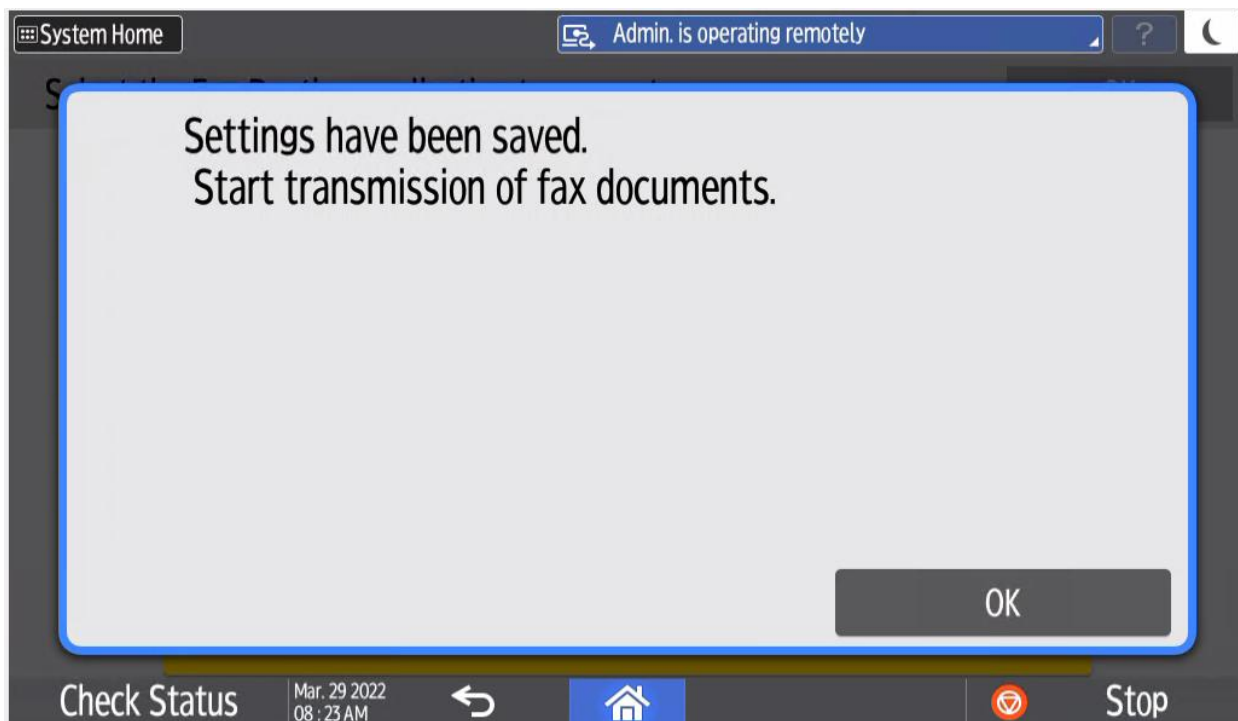 System Home
Admin. is operating remotely
?
Settings have been saved.
Start transmission of fax documents.
OK
Check Status
Mar. 29 2022
08 : 23 AM
Stop